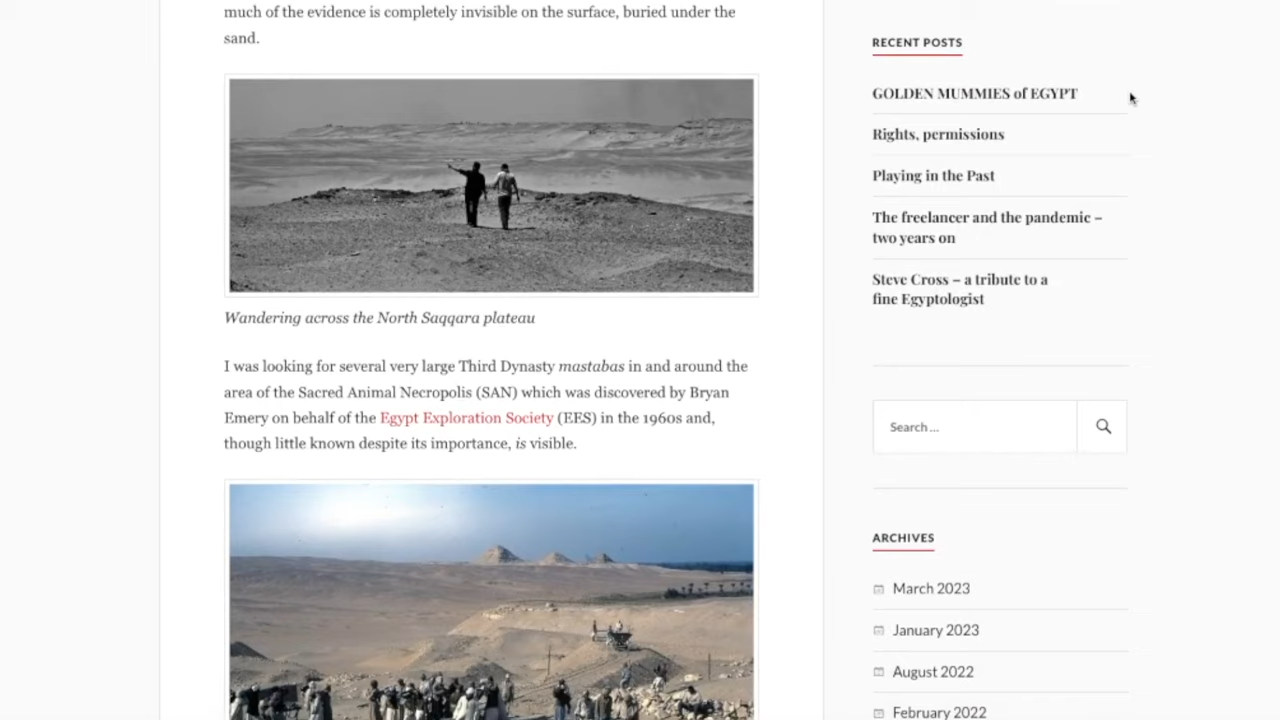 much of the evidence is completely invisible on the surface, buried under the
sand.
Wandering across the North Saqqara plateau
I was looking for several very large Third Dynasty mastabas in and around the
area of the Sacred Animal Necropolis (SAN) which was discovered by Bryan
Emery on behalf of the Egypt Exploration Society (EES) in the 1960s and,
though little known despite its importance, is visible.
RECENT POSTS
GOLDEN MUMMIES of EGYPT
Rights, permissions
Playing in the Past
The freelancer and the pandemic –
two years on
Steve Cross – a tribute to a
fine Egyptologist
Search ...
ARCHIVES
March 2023
January 2023
August 2022
February 2022